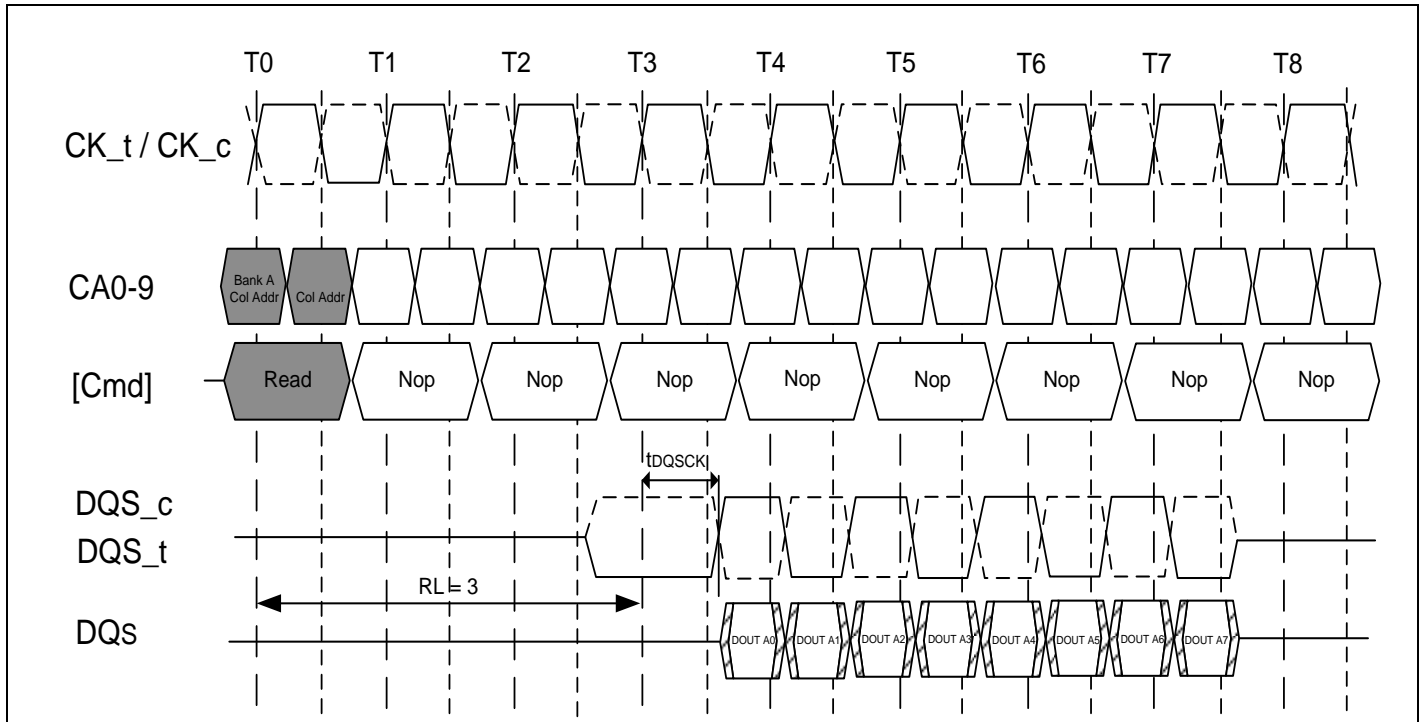 T0 T1 T2 T3 T4 T5 T6 T7 T8
CK_t / CK_c
CA0-9
Bank A
Col Addr
Col Addr
[Cmd]
Read Nop Nop Nop Nop Nop Nop Nop Nop
tDQSCK
DQS_c
DQS_t
RL = 3
DQs
DOUT A0 DOUT A1 DOUT A2 DOUT A3 DOUT A4 DOUT A5 DOUT A6 DOUT A7